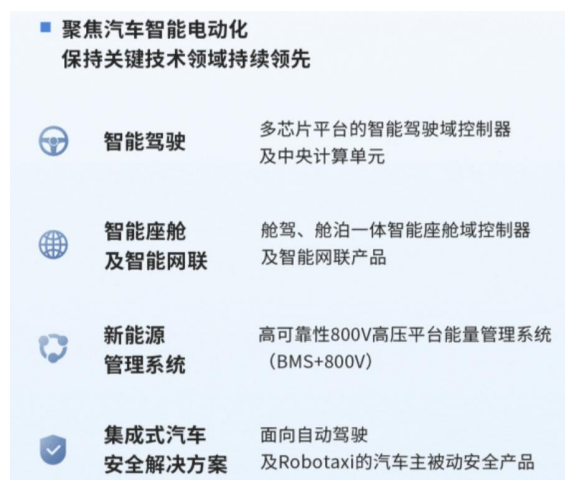 聚焦汽车智能电动化
保持关键技术领域持续领先
智能驾驶
多芯片平台的智能驾驶域控制器
及中央计算单元
智能座舱
及智能网联
舱驾、舱泊一体智能座舱域控制器
及智能网联产品
新能源
管理系统
高可靠性800V高压平台能量管理系统
（BMS+800V）
集成式汽车
安全解决方案
面向自动驾驶
及Robotaxi的汽车主被动安全产品